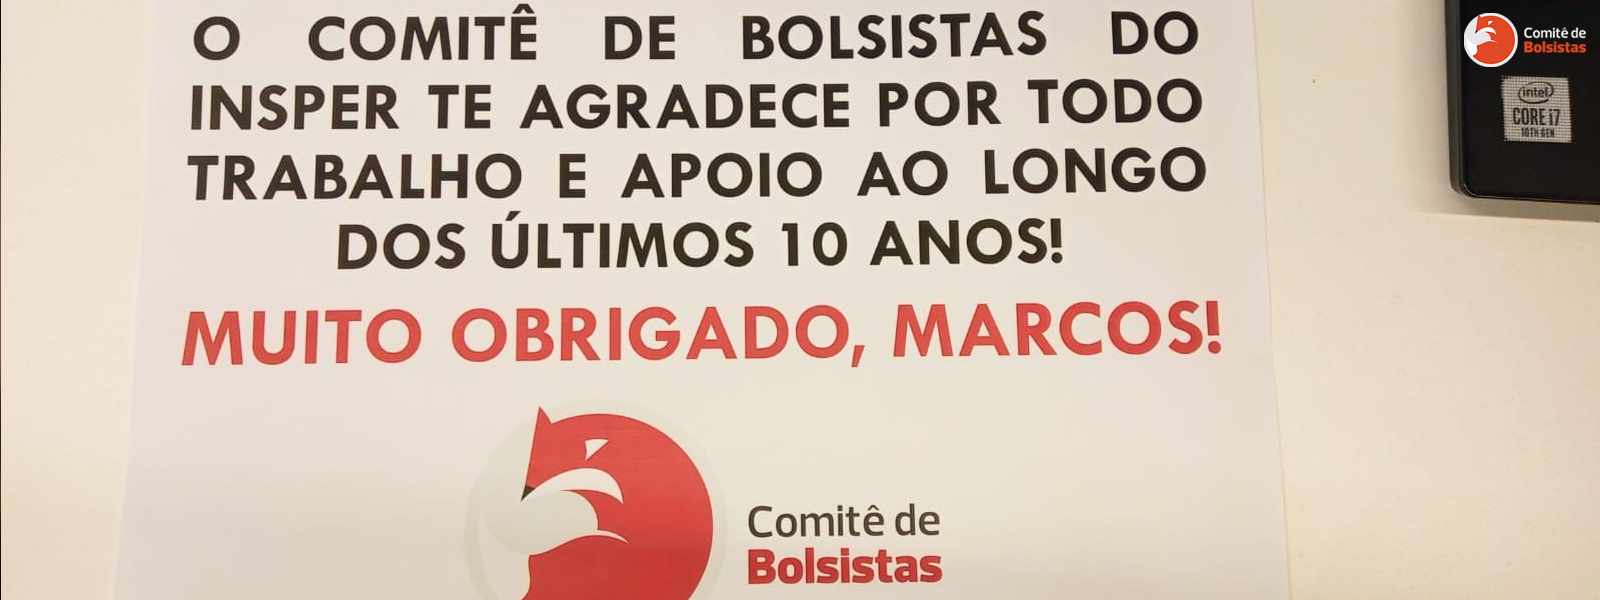 O COMITÊ DE BOLSISTAS DO
INSPER TE AGRADECE POR TODO
TRABALHO E APOIO AO LONGO
DOS ÚLTIMOS 10 ANOS!
MUITO OBRIGADO, MARCOS!
Comitê de
Bolsistas
Comitê de
Bolsistas
intel
CORE i7
10TH GEN